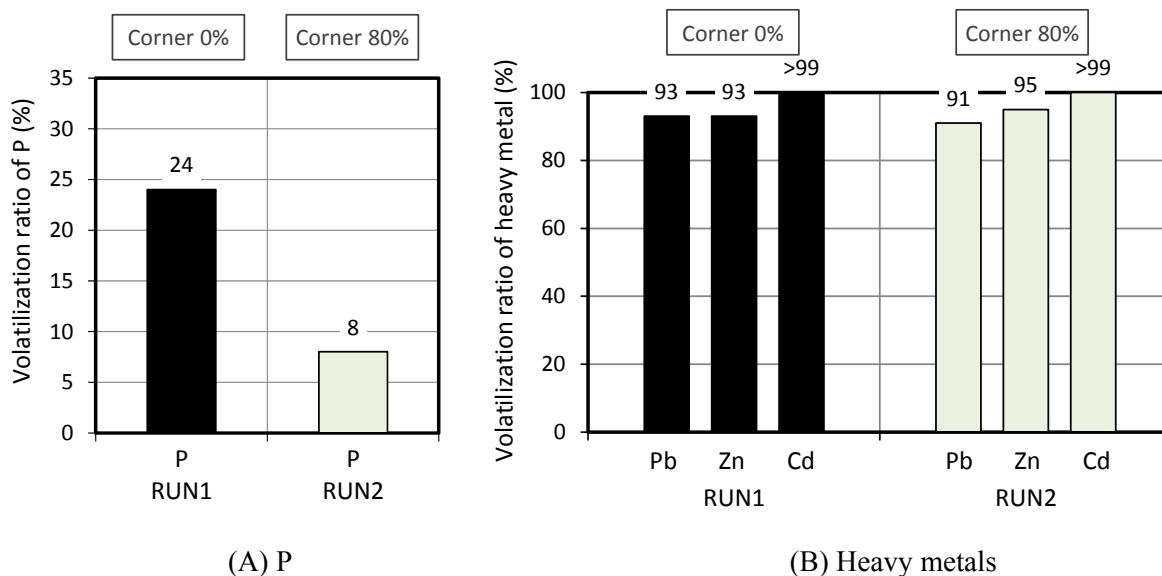 Corner 0%
Corner 80%
Volatilization ratio of P (%)
35
30
25
20
15
10
5
0
24
8
P
P
RUN1
RUN2
(A) P
Corner 0%
Corner 80%
Volatilization ratio of heavy metal (%)
100
80
60
40
20
0
93
93
>99
91
95
>99
Pb
Zn
Cd
Pb
Zn
Cd
RUN1
RUN2
(B) Heavy metals